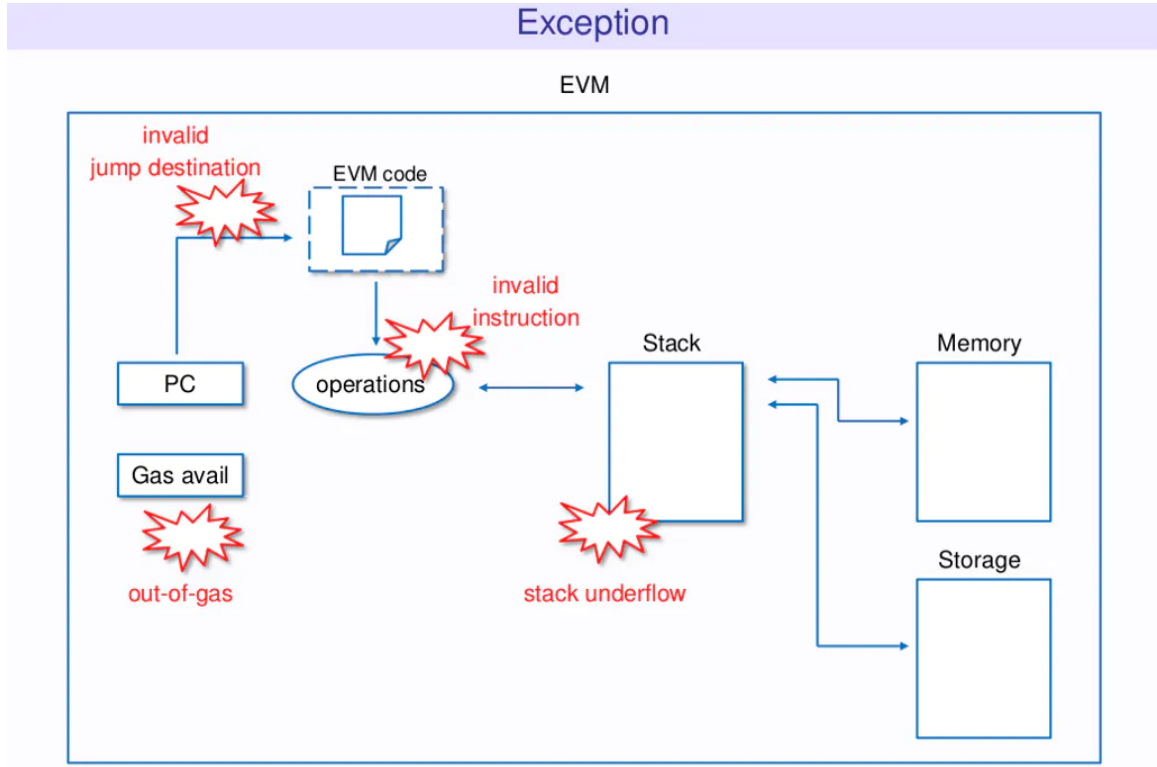 Exception
EVM
invalid
jump destination
EVM code
invalid
instruction
Stack
Memory
PC
operations
Gas avail
Storage
out-of-gas
stack underflow